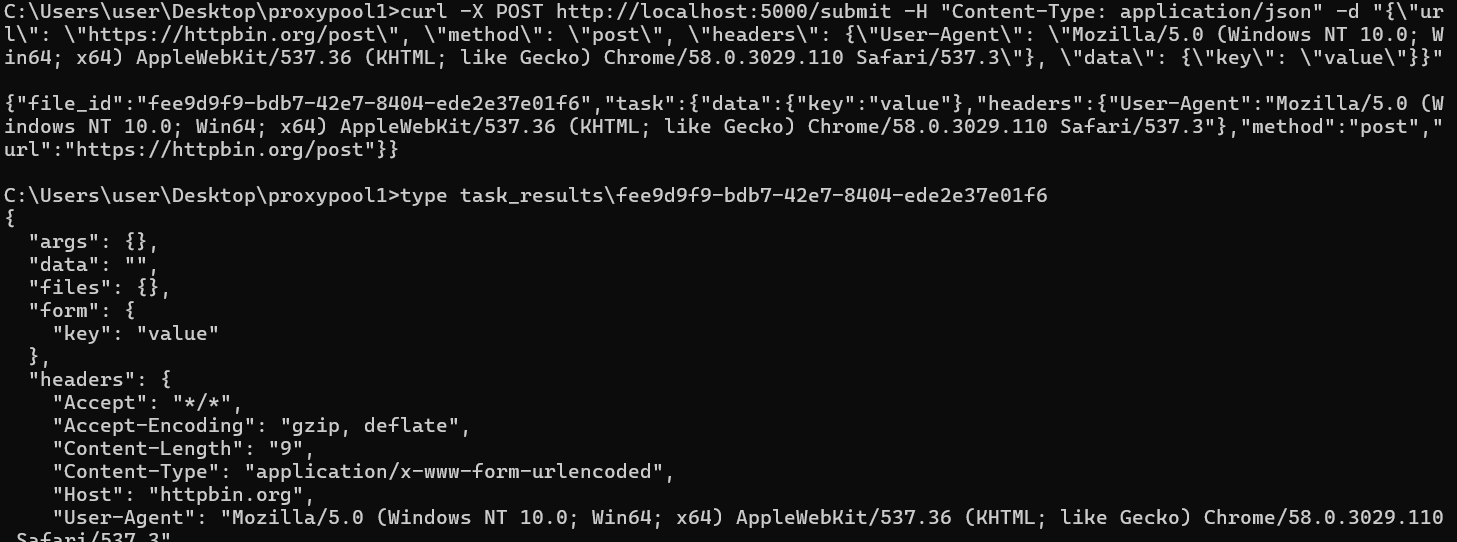 C:\Users\user\Desktop\proxypool1>curl -X POST http://localhost:5000/submit -H "Content-Type: application/json" -d "{\"ur
l\": \"https://httpbin.org/post\", \"method\": \"post\", \"headers\": {\"User-Agent\": \"Mozilla/5.0 (Windows NT 10.0; W
in64; x64) AppleWebKit/537.36 (KHTML; like Gecko) Chrome/58.0.3029.110 Safari/537.3\"}, \"data\": {\"key\": \"value\"}}"
{"file_id":"fee9d9f9-bdb7-42e7-8404-ede2e37e01f6","task":{"data":{"key":"value"},"headers":{"User-Agent":"Mozilla/5.0 (W
indows NT 10.0; Win64; x64) AppleWebKit/537.36 (KHTML; like Gecko) Chrome/58.0.3029.110 Safari/537.3"},"method":"post","
url":"https://httpbin.org/post"}}
C:\Users\user\Desktop\proxypool1>type task_results\fee9d9f9-bdb7-42e7-8404-ede2e37e01f6
{
  "args": {},
  "data": "",
  "files": {},
  "form": {
    "key": "value"
  },
  "headers": {
    "Accept": "*/*",
    "Accept-Encoding": "gzip, deflate",
    "Content-Length": "9",
    "Content-Type": "application/x-www-form-urlencoded",
    "Host": "httpbin.org",
    "User-Agent": "Mozilla/5.0 (Windows NT 10.0; Win64; x64) AppleWebKit/537.36 (KHTML; like Gecko) Chrome/58.0.3029.110
 Safari/537.3"